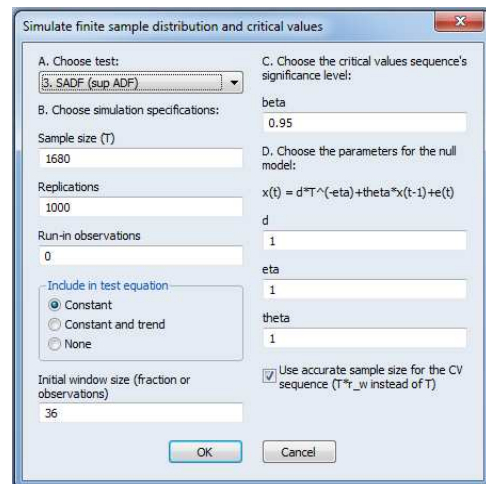 Simulate finite sample distribution and critical values
x
A. Choose test:
3. SADF (sup ADF)
B. Choose simulation specifications:
Sample size (T)
1680
Replications
1000
Run-in observations
0
Include in test equation
Constant
Constant and trend
None
Initial window size (fraction or
observations)
36
C. Choose the critical values sequence's
significance level:
beta
0.95
D. Choose the parameters for the null
model:
x(t) = d*T^(-eta)+theta*x(t-1)+e(t)
d
1
eta
1
theta
1
Use accurate sample size for the CV
sequence (T*r_w instead of T)
OK
Cancel